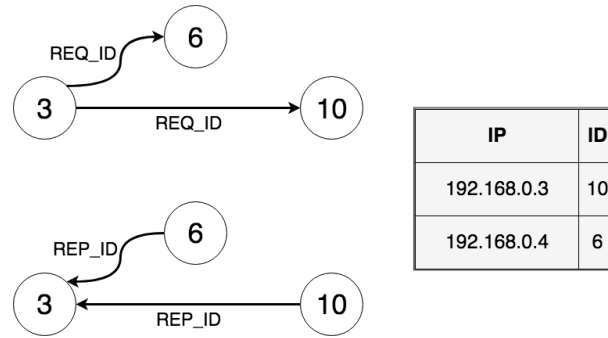 6
REQ_ID
3
10
REQ_ID
IP ID
192.168.0.3 10
192.168.0.4 6
6
REP_ID
3
10
REP_ID